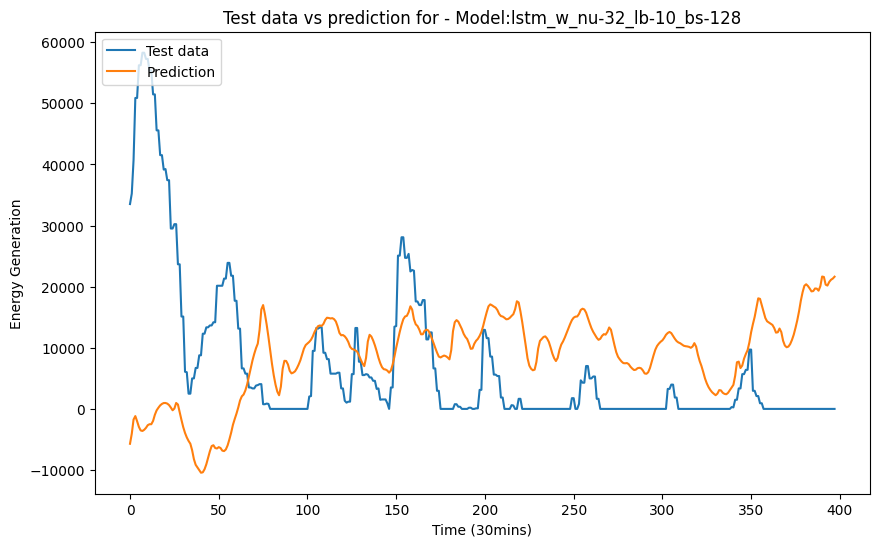 Test data vs prediction for - Model:lstm_w_nu-32_lb-10_bs-128
Test data
Prediction
60000
50000
40000
30000
20000
10000
0
−10000
Energy Generation
0 50 100 150 200 250 300 350 400
Time (30mins)